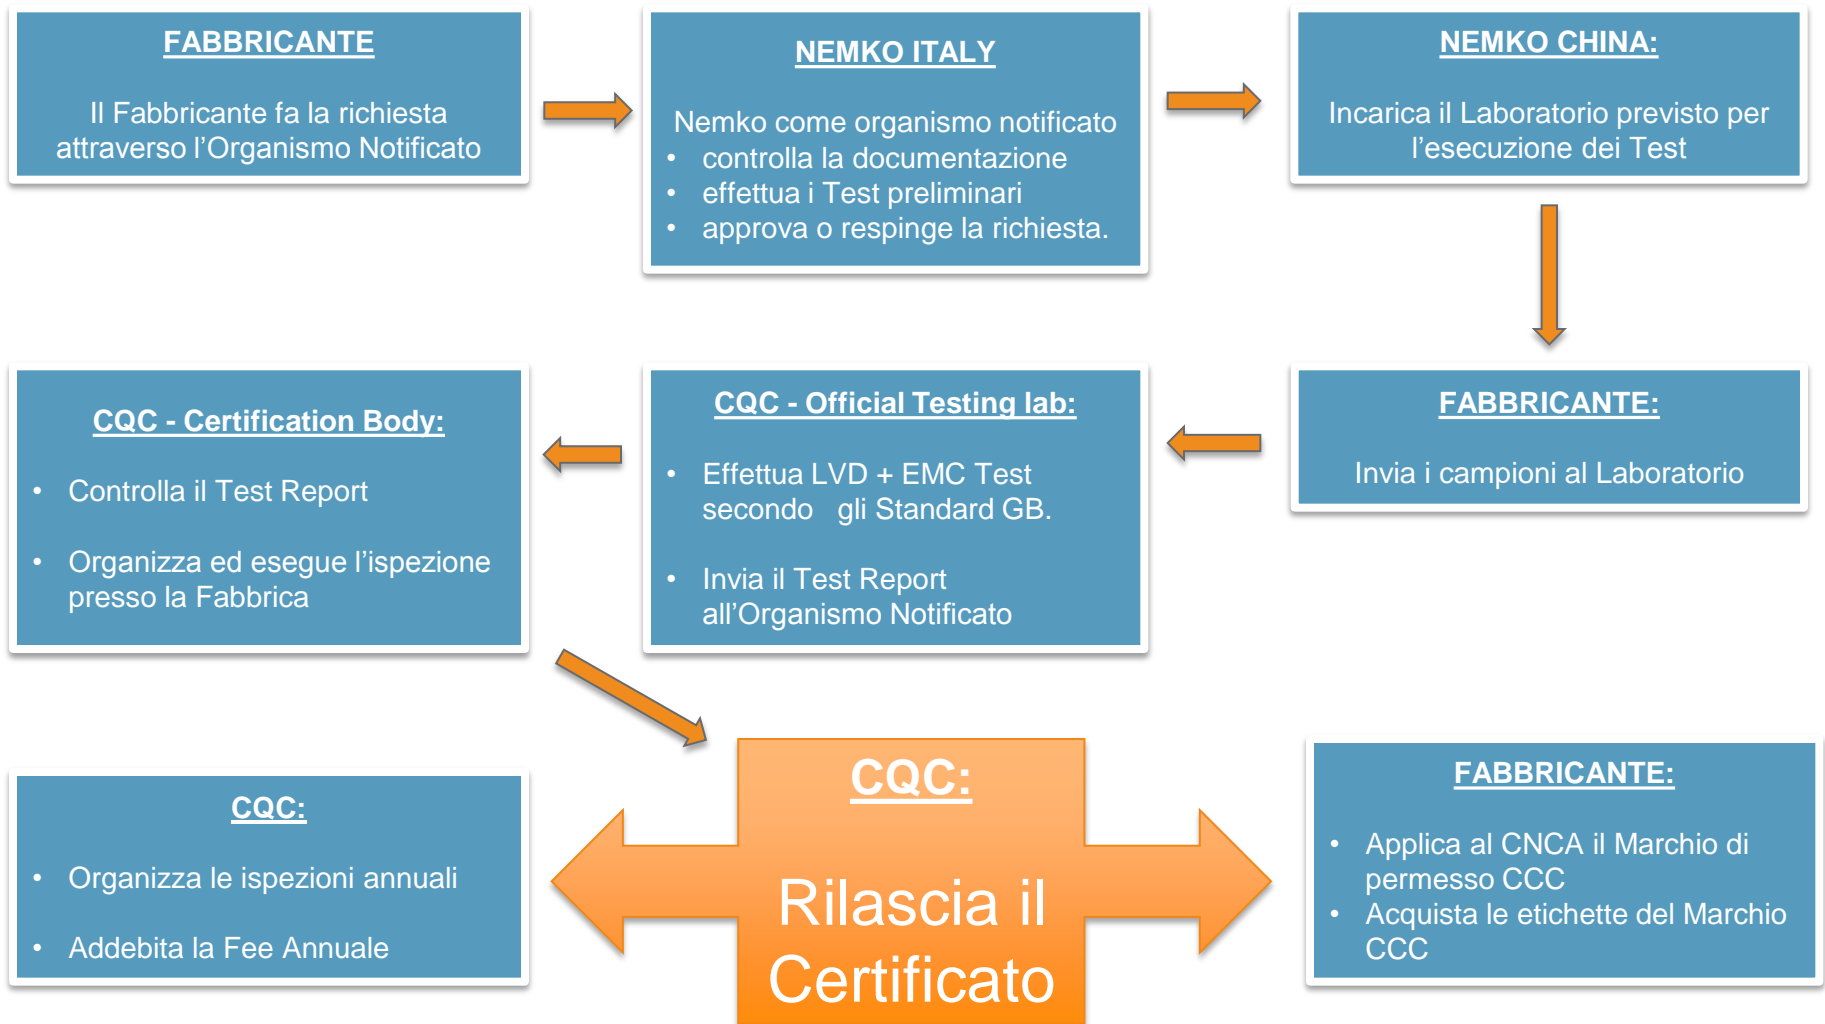 FABBRICANTE
Il Fabbricante fa la richiesta
attraverso l’Organismo Notificato
NEMKO ITALY
Nemko come organismo notificato
• controlla la documentazione
• effettua i Test preliminari
• approva o respinge la richiesta.
NEMKO CHINA:
Incarica il Laboratorio previsto per
l’esecuzione dei Test
FABBRICANTE:
Invia i campioni al Laboratorio
CQC - Official Testing lab:
• Effettua LVD + EMC Test
secondo gli Standard GB.
• Invia il Test Report
all’Organismo Notificato
CQC - Certification Body:
• Controlla il Test Report
• Organizza ed esegue l’ispezione
presso la Fabbrica
CQC:
Rilascia il
Certificato
CQC:
• Organizza le ispezioni annuali
• Addebita la Fee Annuale
FABBRICANTE:
• Applica al CNCA il Marchio di
permesso CCC
• Acquista le etichette del Marchio
CCC